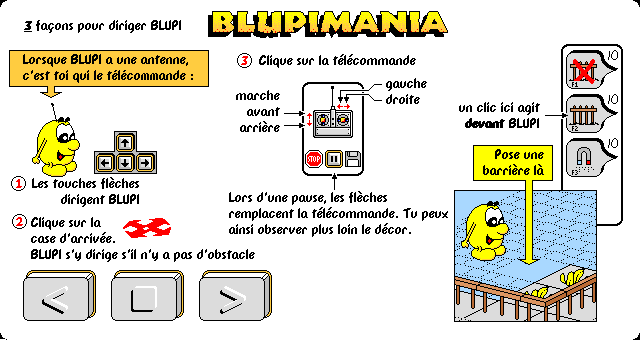 3 façons pour diriger BLUPI
BLUPIMANIA
Lorsque BLUPI a une antenne,
c'est toi qui le télécommande :
1 Les touches flèches
dirigent BLUPI
2 Clique sur la
case d'arrivée.
BLUPI s'y dirige s'il n'y a pas d'obstacle
3 Clique sur la télécommande
marche
avant
arrière
gauche
droite
STOP
Lors d'une pause, les flèches
remplacent la télécommande. Tu peux
ainsi observer plus loin le décor.
un clic ici agit
devant BLUPI
10
F1
10
F2
10
F3
Pose une
barrière là